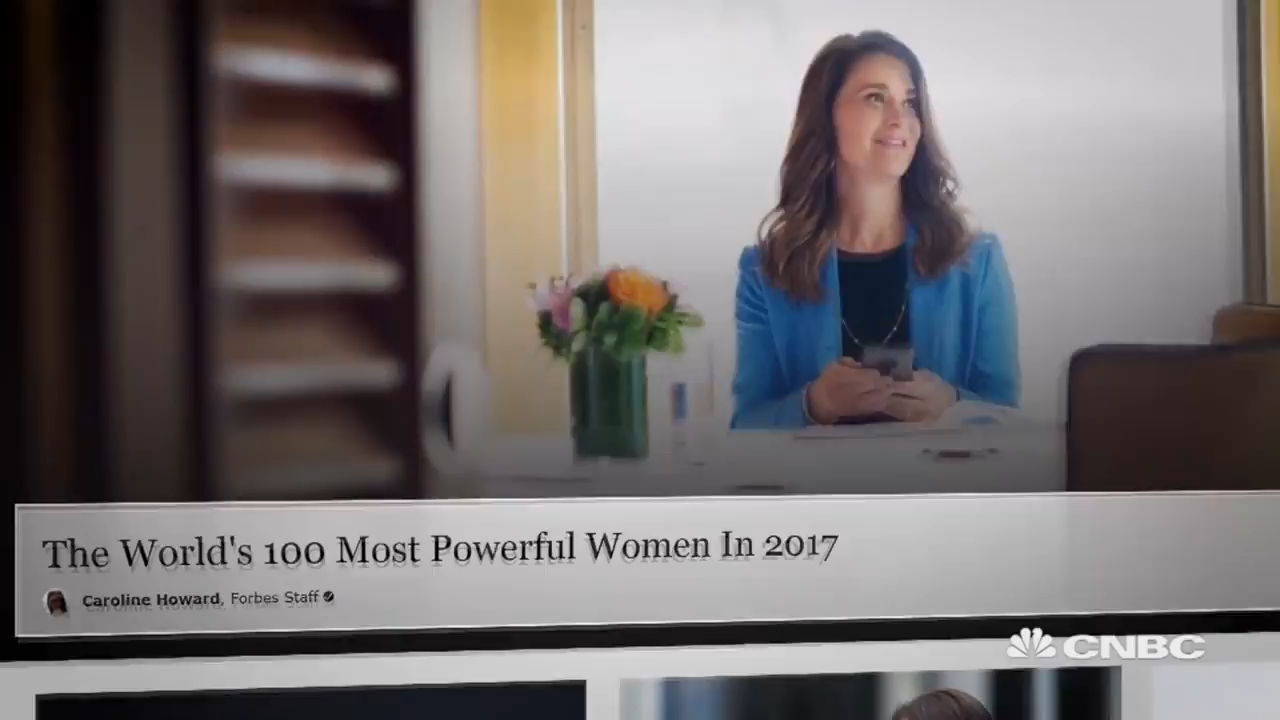 The World's 100 Most Powerful Women In 2017
Caroline Howard, Forbes Staff
CNBC